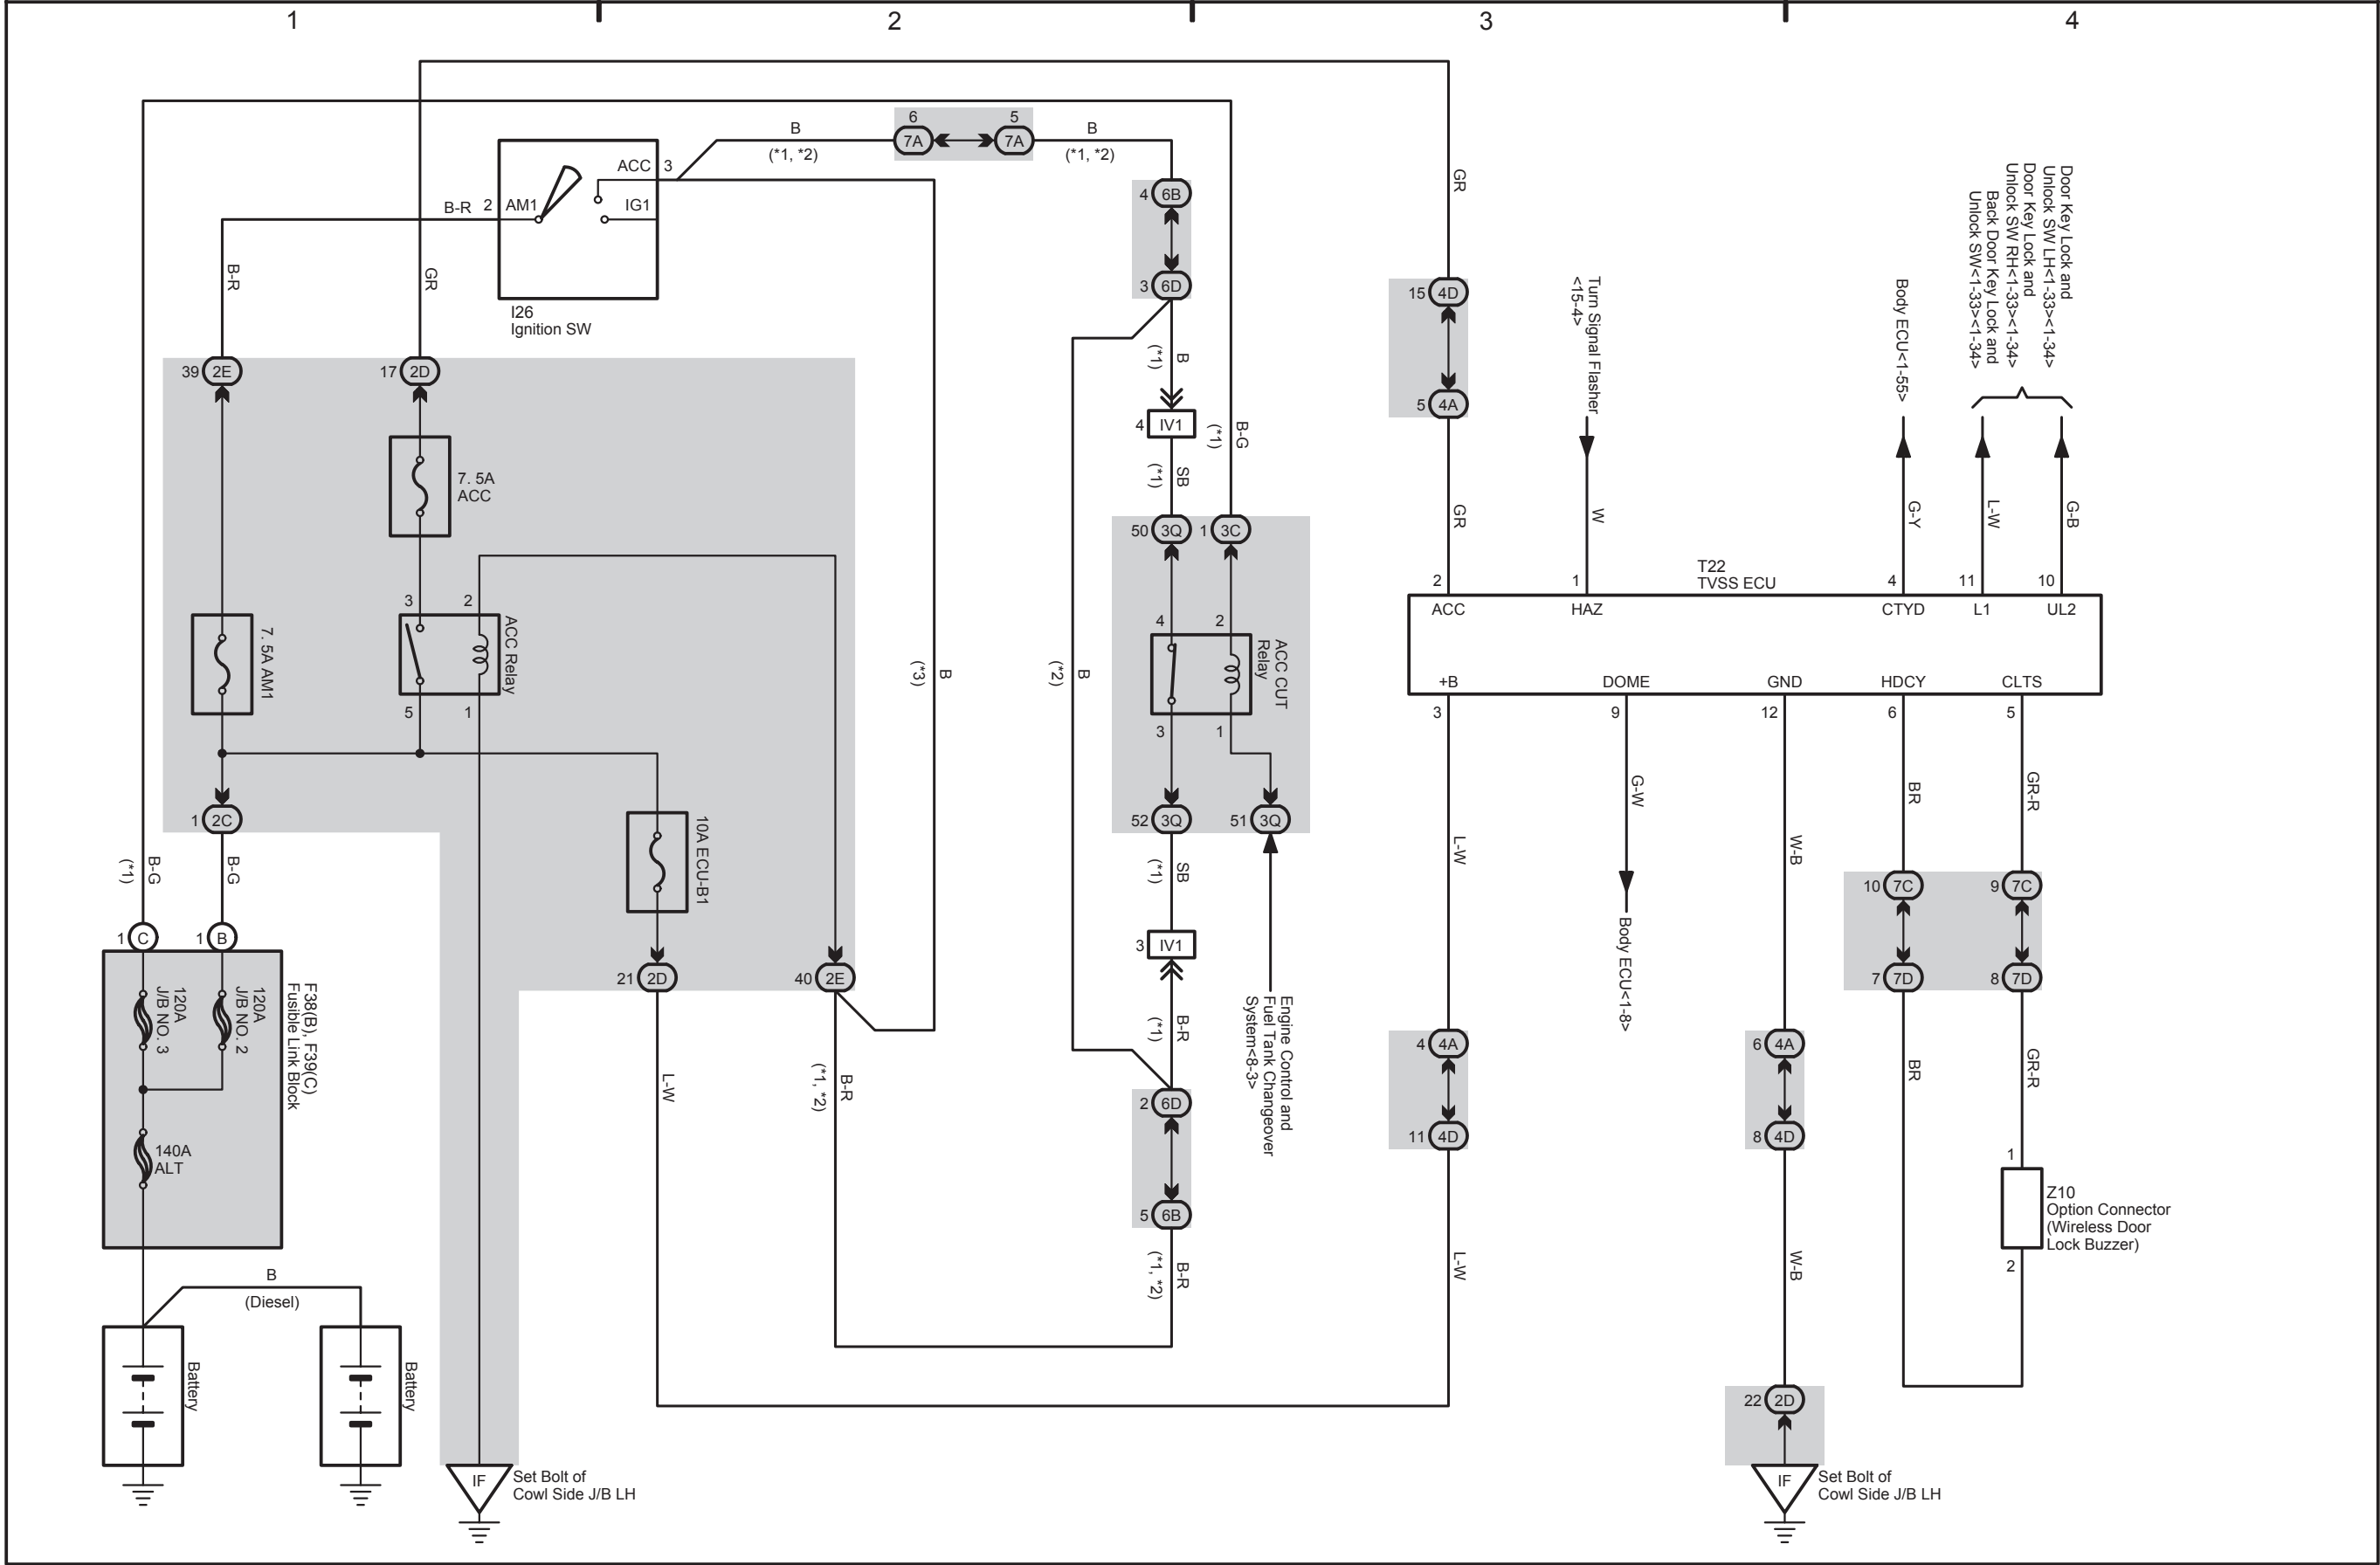 1
2
3
4
6
7A
5
7A
B
(*1, *2)
B
(*1, *2)
ACC
3
B-R
2
AM1
IG1
I26
Ignition SW
4
6B
3
6D
B-R
GR
GR
39
2E
17
2D
7. 5A
ACC
3
2
ACC Relay
5
1
7. 5A AM1
1
2C
10A ECU-B1
21
2D
40
2E
B
(*3)
B
(*2)
B
(*1)
4
IV1
SB
(*1)
B-G
(*1)
50
3Q
1
3C
4
2
ACC CUT
Relay
3
1
52
3Q
51
3Q
SB
(*1)
3
IV1
B-R
(*1)
Engine Control and
Fuel Tank Changeover
System<8-3>
2
6D
5
6B
B-R
(*1, *2)
B-R
(*1, *2)
L-W
B-G
(*1)
B-G
1
C
1
B
120A
J/B NO. 3
120A
J/B NO. 2
F38(B), F39(C)
Fusible Link Block
140A
ALT
B
(Diesel)
Battery
Battery
IF
Set Bolt of
Cowl Side J/B LH
15
4D
5
4A
GR
Turn Signal Flasher
<15-4>
W
Body ECU<1-55>
G-Y
Door Key Lock and
Unlock SW LH<1-33><1-34>
Door Key Lock and
Unlock SW RH<1-33><1-34>
Back Door Key Lock and
Unlock SW<1-33><1-34>
L-W
G-B
T22
TVSS ECU
2
1
4
11
10
ACC
HAZ
CTYD
L1
UL2
+B
DOME
GND
HDCY
CLTS
3
9
12
6
5
L-W
G-W
Body ECU<1-8>
W-B
BR
GR-R
10
7C
9
7C
7
7D
8
7D
4
4A
11
4D
6
4A
8
4D
BR
GR-R
L-W
W-B
1
Z10
Option Connector
(Wireless Door
Lock Buzzer)
2
22
2D
IF
Set Bolt of
Cowl Side J/B LH